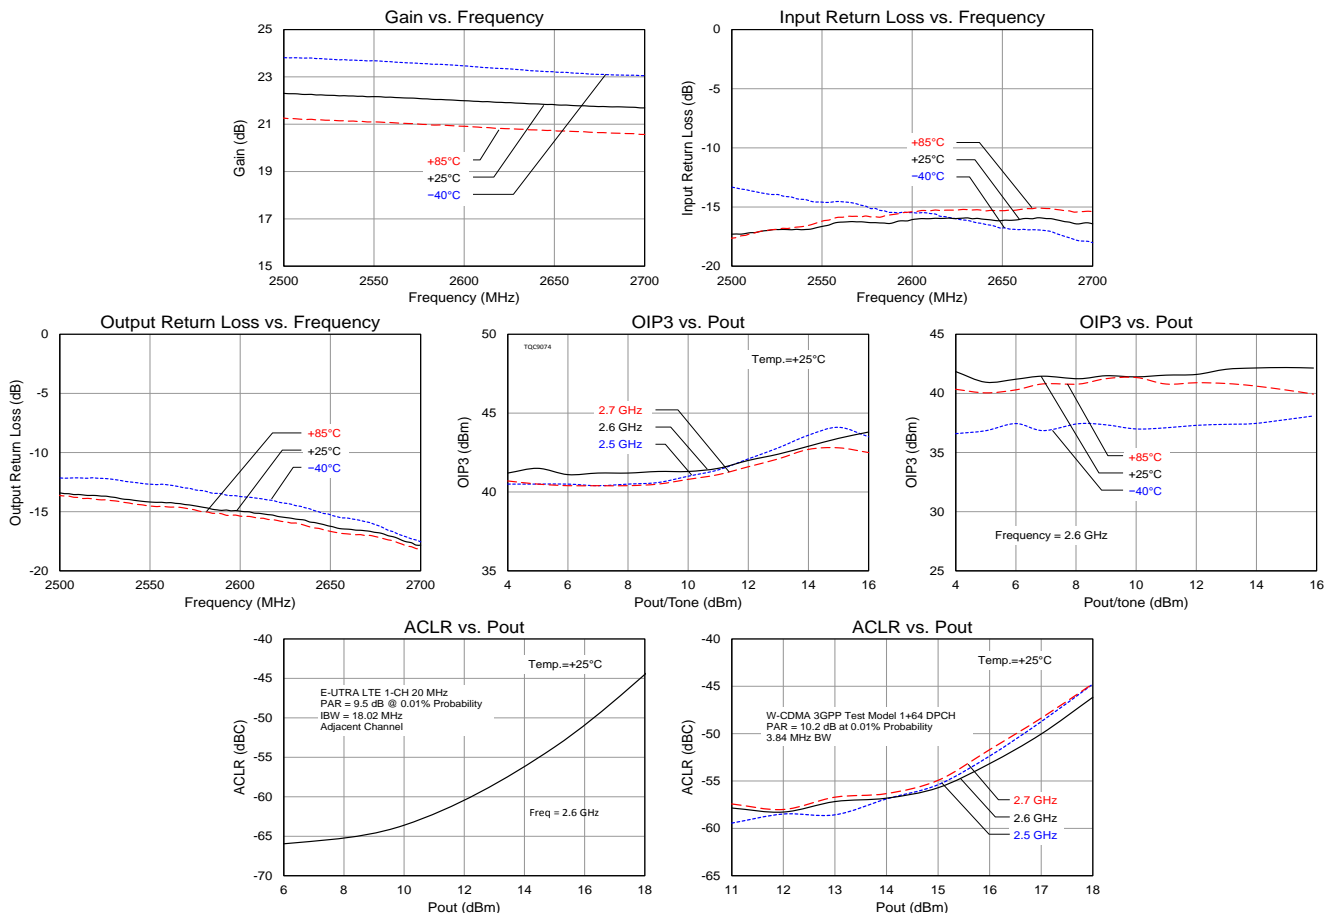 Gain vs. Frequency
25
23
21
19
17
15
Gain (dB)
+85°C
+25°C
−40°C
2500
2550
2600
2650
2700
Frequency (MHz)
Input Return Loss vs. Frequency
0
-5
-10
-15
-20
Input Return Loss (dB)
+85°C
+25°C
−40°C
2500
2550
2600
2650
2700
Frequency (MHz)
Output Return Loss vs. Frequency
0
-5
-10
-15
-20
Output Return Loss (dB)
+85°C
+25°C
−40°C
2500
2550
2600
2650
2700
Frequency (MHz)
OIP3 vs. Pout
50
45
40
35
OIP3 (dBm)
TQC9074
Temp.=+25°C
2.7 GHz
2.6 GHz
2.5 GHz
4
6
8
10
12
14
16
Pout/Tone (dBm)
OIP3 vs. Pout
45
40
35
30
25
OIP3 (dBm)
+85°C
+25°C
−40°C
Frequency = 2.6 GHz
4
6
8
10
12
14
16
Pout/tone (dBm)
ACLR vs. Pout
-40
-45
-50
-55
-60
-65
-70
ACLR (dBC)
Temp.=+25°C
E-UTRA LTE 1-CH 20 MHz
PAR = 9.5 dB @ 0.01% Probability
IBW = 18.02 MHz
Adjacent Channel
Freq = 2.6 GHz
6
8
10
12
14
16
18
Pout (dBm)
ACLR vs. Pout
-40
-45
-50
-55
-60
-65
ACLR (dBC)
Temp.=+25°C
W-CDMA 3GPP Test Model 1+64 DPCH
PAR = 10.2 dB at 0.01% Probability
3.84 MHz BW
2.7 GHz
2.6 GHz
2.5 GHz
11
12
13
14
15
16
17
18
Pout (dBm)